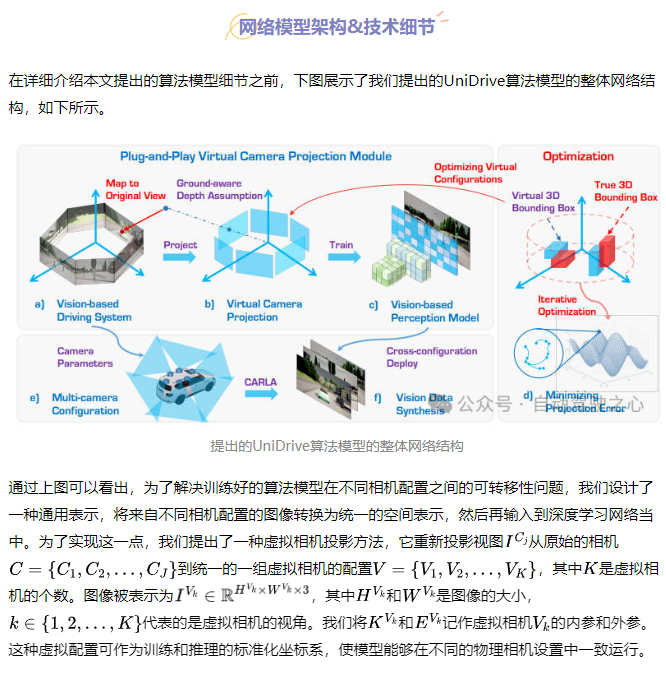 网络模型架构&技术细节
在详细介绍本文提出的算法模型细节之前，下图展示了我们提出的UniDrive算法模型的整体网络结
构，如下所示。
Plug-and-Play Virtual Camera Projection Module
Optimization
Map to
Original View
Ground-aware
Depth Assumption
Optimizing Virtual
Configurations
Virtual 3D
Bounding Box
True 3D
Bounding Box
Project
Train
a) Vision-based
Driving System
b) Virtual Camera
Projection
c) Vision-based
Perception Model
Iterative
Optimization
Camera
Parameters
CARLA
Cross-configuration
Deploy
e) Multi-camera
Configuration
f) Vision Data
Synthesis
d) Minimizing
Projection Error
公众号 · 自动驾驶之心
提出的UniDrive算法模型的整体网络结构
通过上图可以看出，为了解决训练好的算法模型在不同相机配置之间的可转移性问题，我们设计了
一种通用表示，将来自不同相机配置的图像转换为统一的空间表示，然后再输入到深度学习网络当
中。为了实现这一点，我们提出了一种虚拟相机投影方法，它重新投影视图$I^{C_j}$从原始的相机
$C = \{C_1, C_2, \ldots, C_J\}$到统一的一组虚拟相机的配置$V = \{V_1, V_2, \ldots, V_K\}$，其中$K$是虚拟相
机的个数。图像被表示为$I^{V_k} \in \mathbb{R}^{H^{V_k} \times W^{V_k} \times 3}$，其中$H^{V_k}$和$W^{V_k}$是图像的大小，
$k \in \{1, 2, \ldots, K\}$代表的是虚拟相机的视角。我们将$K^{V_k}$和$E^{V_k}$记作虚拟相机$V_k$的内参和外参。
这种虚拟配置可作为训练和推理的标准化坐标系，使模型能够在不同的物理相机设置中一致运行。